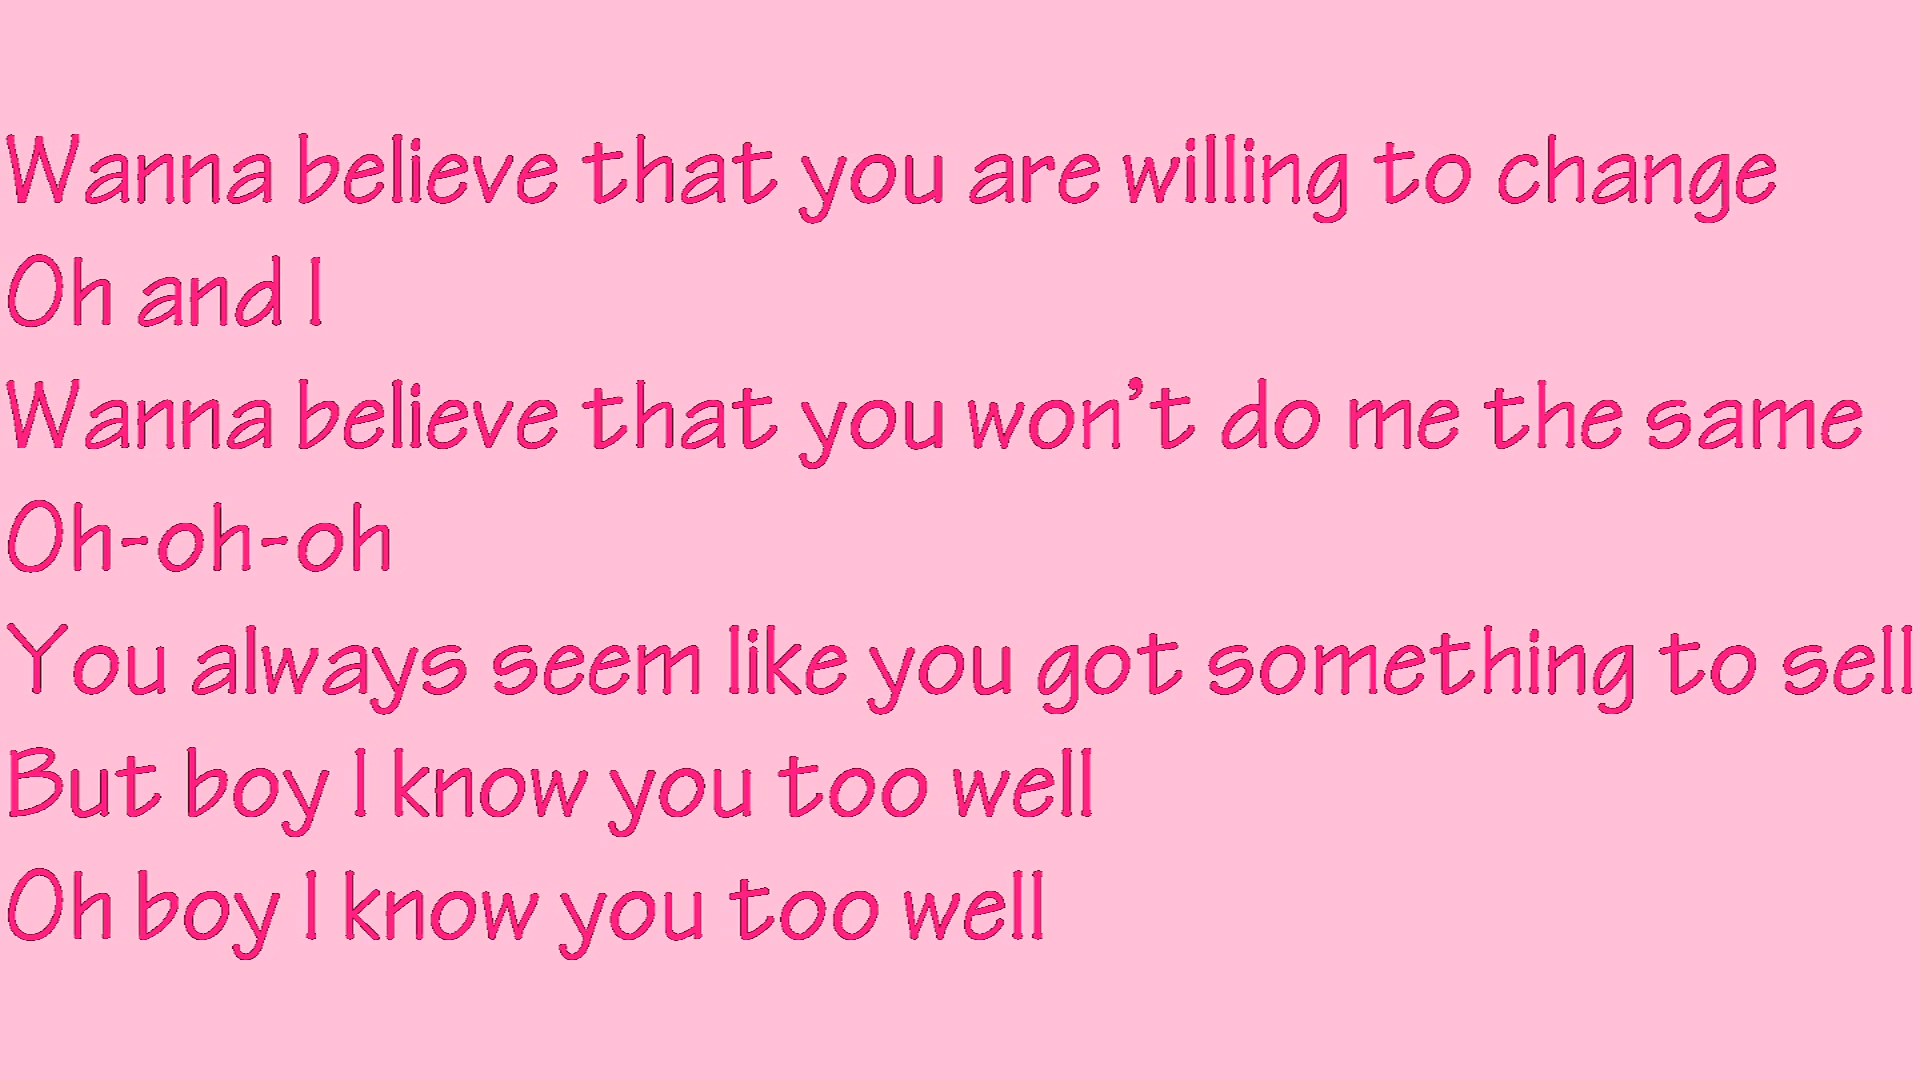 Wanna believe that you are willing to change
Oh and I
Wanna believe that you won’t do me the same
Oh-oh-oh
You always seem like you got something to sell
But boy I know you too well
Oh boy I know you too well